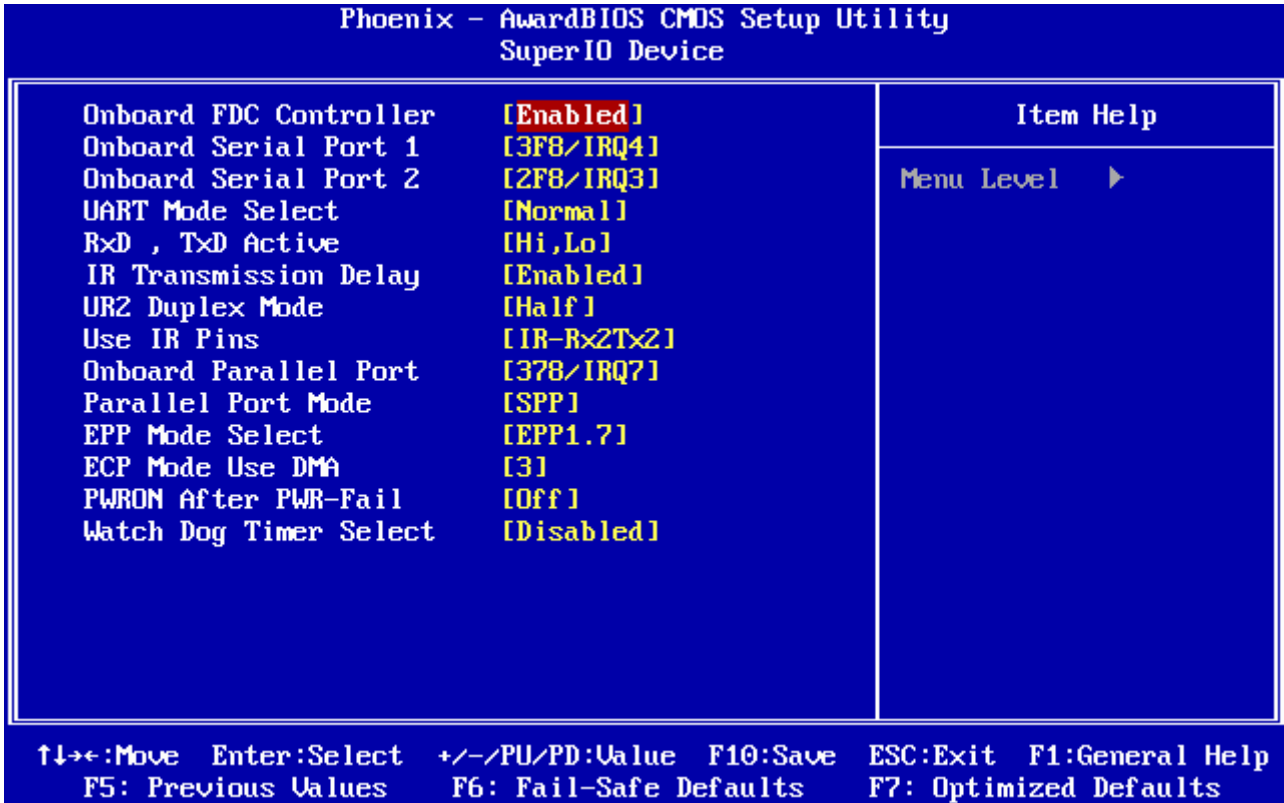 Phoenix - AwardBIOS CMOS Setup Utility
SuperIO Device
Onboard FDC Controller [Enabled]
Onboard Serial Port 1 [3F8/IRQ4]
Onboard Serial Port 2 [2F8/IRQ3]
UART Mode Select [Normal]
RxD , TxD Active [Hi,Lo]
IR Transmission Delay [Enabled]
UR2 Duplex Mode [Half]
Use IR Pins [IR-Rx2Tx2]
Onboard Parallel Port [378/IRQ7]
Parallel Port Mode [SPP]
EPP Mode Select [EPP1.7]
ECP Mode Use DMA [3]
PWRON After PWR-Fail [Off]
Watch Dog Timer Select [Disabled]
Item Help
Menu Level ▶
↑↓→←:Move Enter:Select +/-/PU/PD:Value F10:Save ESC:Exit F1:General Help
F5: Previous Values F6: Fail-Safe Defaults F7: Optimized Defaults